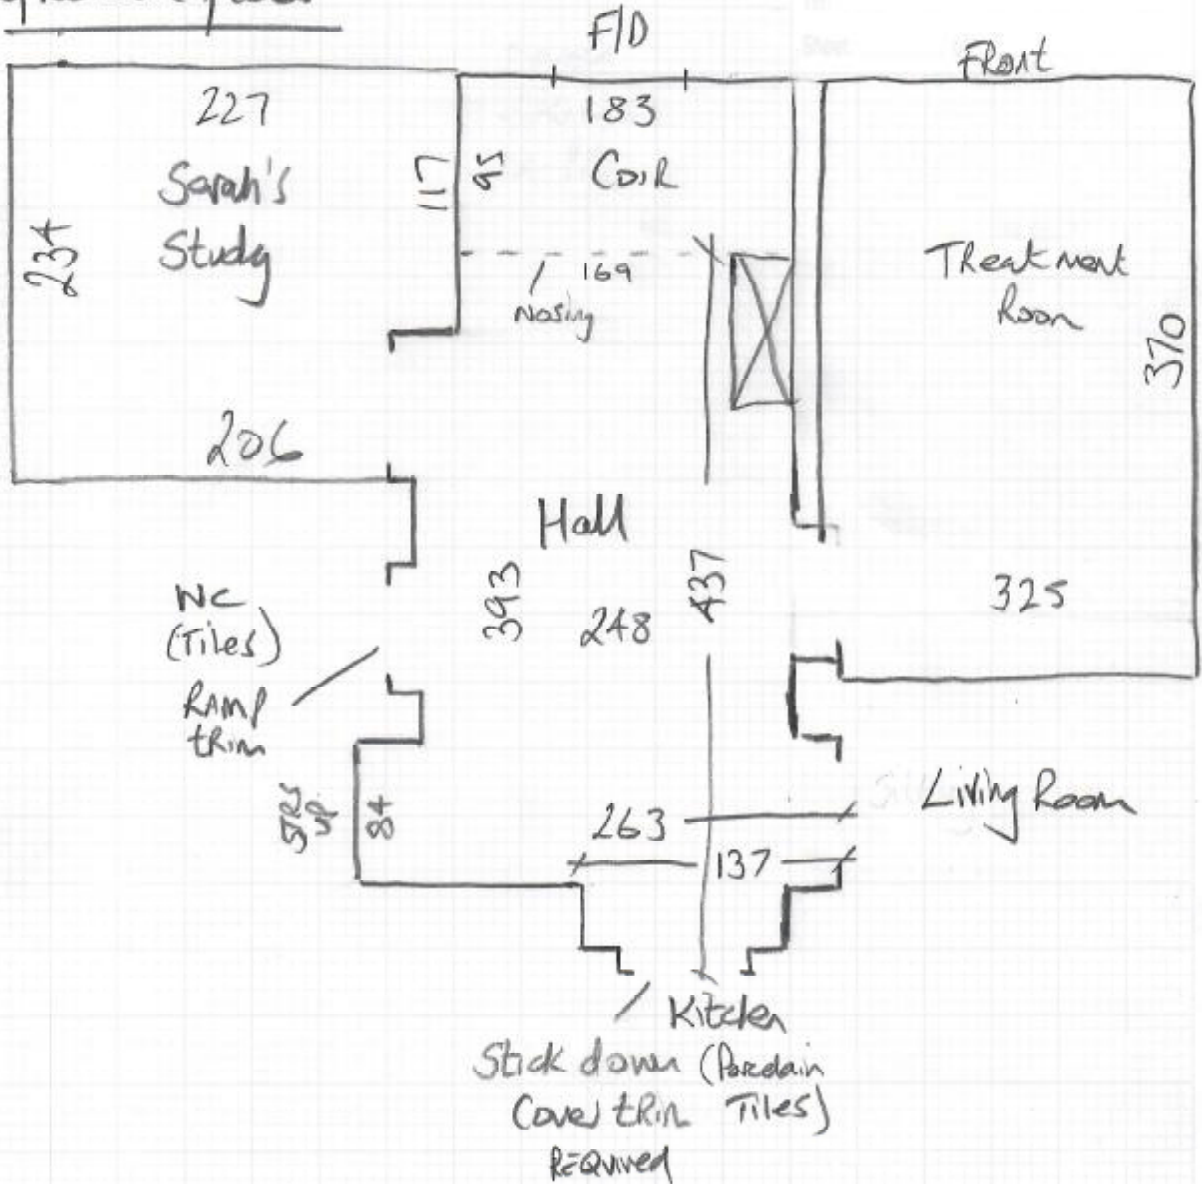 F/D
Front
227
183
Sarah's
Study
117
95
Coir
234
169
Nosing
Treatment
Room
370
206
Hall
393
248
437
325
WC
(Tiles)
Ramp
trim
STRS
UP
84
263
Living Room
137
Kitchen
Stick down (Porcelain
Cover trim Tiles)
REQUIRED